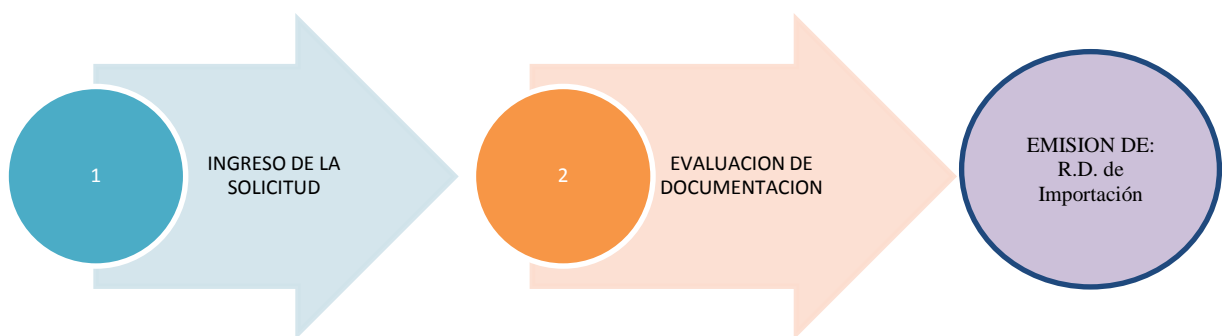 1
INGRESO DE LA
SOLICITUD
2
EVALUACION DE
DOCUMENTACION
EMISION DE:
R.D. de
Importación